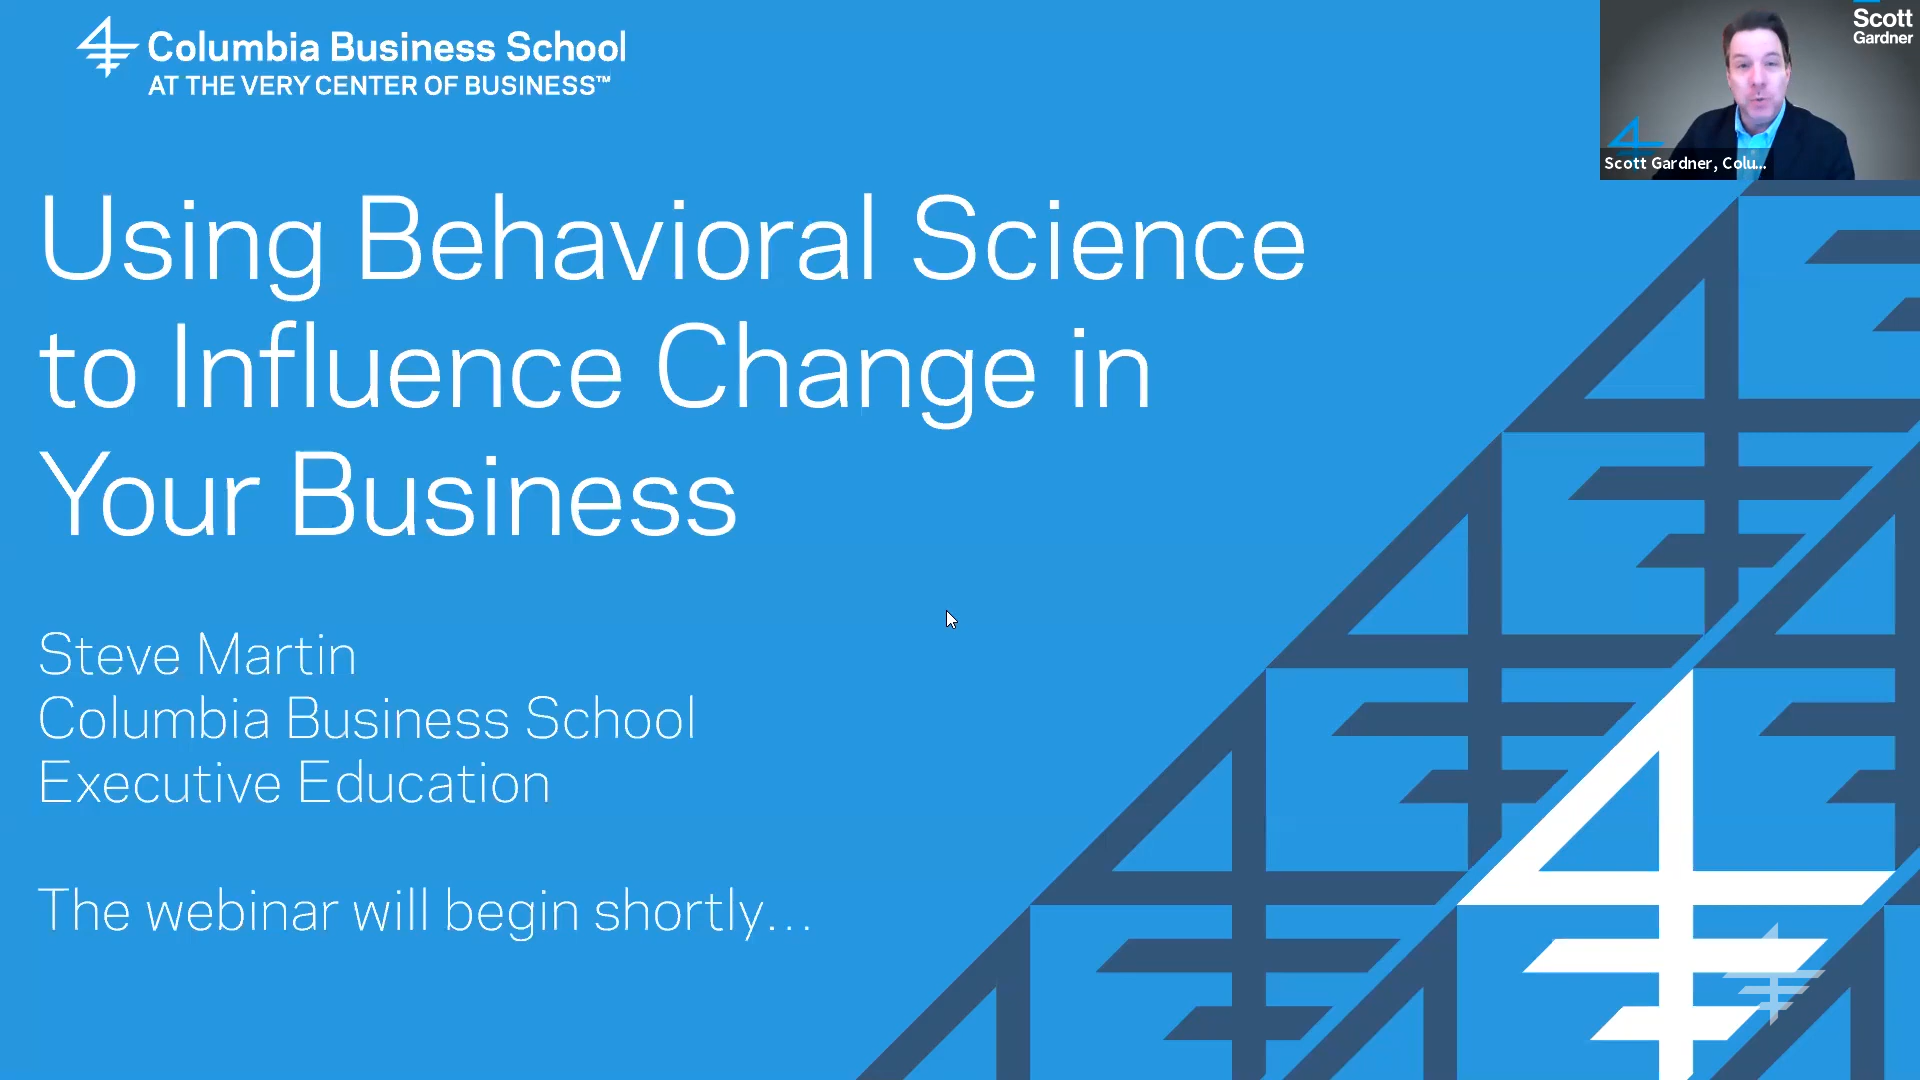 Columbia Business School
AT THE VERY CENTER OF BUSINESS™
Scott
Gardner
Scott Gardner, Colu...
Using Behavioral Science
to Influence Change in
Your Business
Steve Martin
Columbia Business School
Executive Education
The webinar will begin shortly...